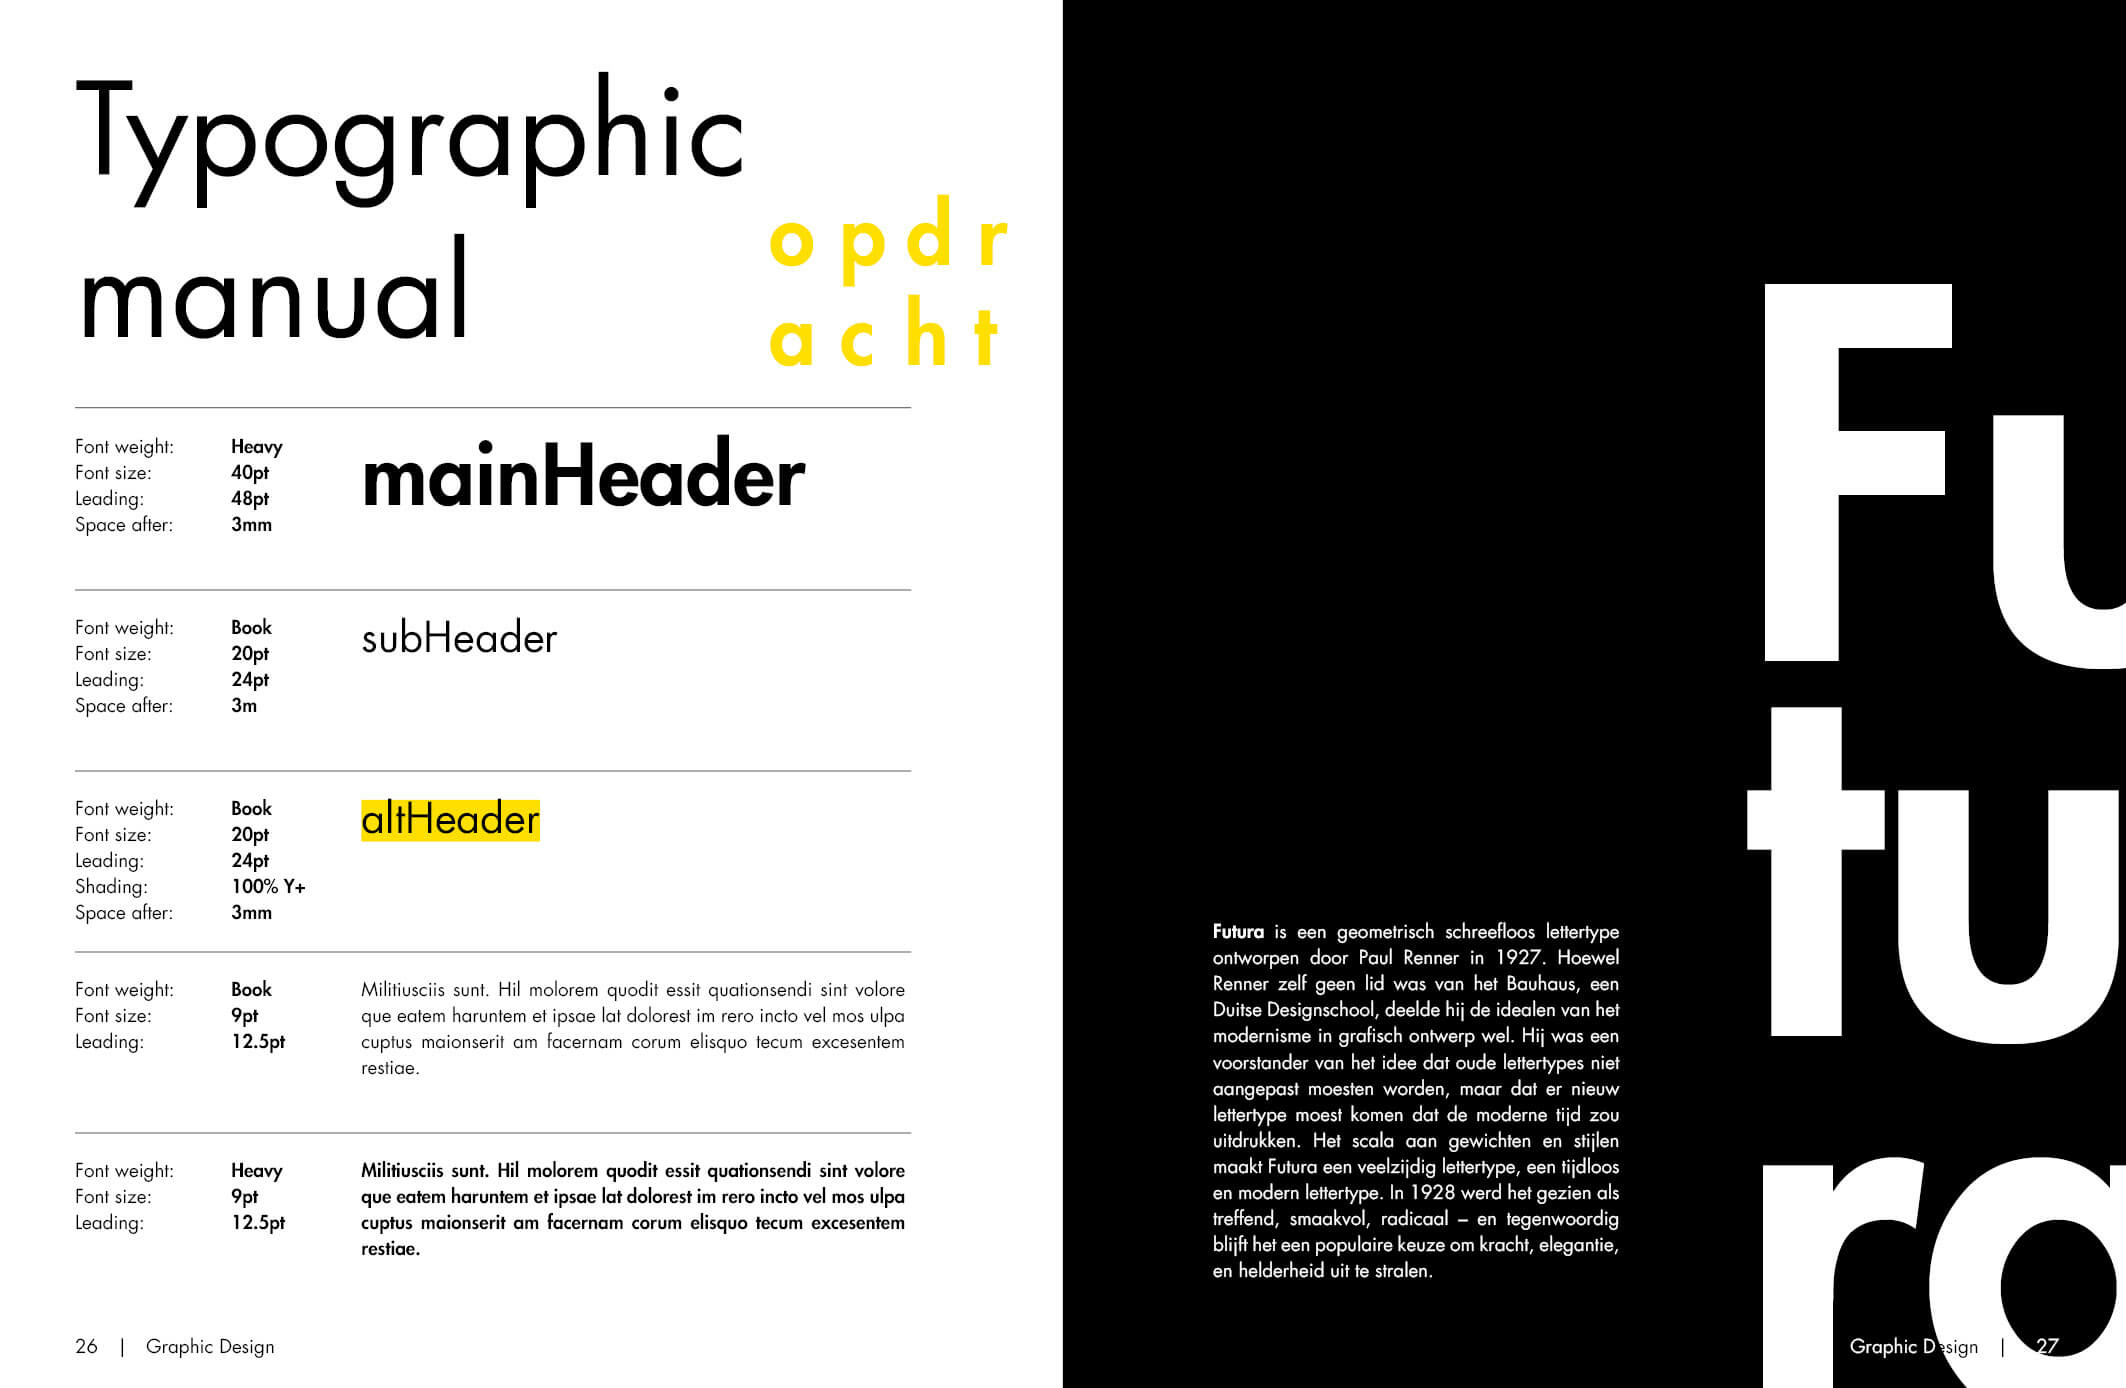 Typographic
manual
opdr
acht
Font weight: Heavy
Font size: 40pt
Leading: 48pt
Space after: 3mm
mainHeader
Font weight: Book
Font size: 20pt
Leading: 24pt
Space after: 3m
subHeader
Font weight: Book
Font size: 20pt
Leading: 24pt
Shading: 100% Y+
Space after: 3mm
altHeader
Font weight: Book
Font size: 9pt
Leading: 12.5pt
Militiusciis sunt. Hil molorem quodit essit quationsendi sint volore
que eatem haruntem et ipsae lat dolorest im rero incto vel mos ulpa
cuptus maionserit am facernam corum elisquo tecum excesentem
restiae.
Font weight: Heavy
Font size: 9pt
Leading: 12.5pt
Militiusciis sunt. Hil molorem quodit essit quationsendi sint volore
que eatem haruntem et ipsae lat dolorest im rero incto vel mos ulpa
cuptus maionserit am facernam corum elisquo tecum excesentem
restiae.
26 | Graphic Design
Fu
tu
ra
Futura is een geometrisch schreefloos lettertype
ontworpen door Paul Renner in 1927. Hoewel
Renner zelf geen lid was van het Bauhaus, een
Duitse Designschool, deelde hij de idealen van het
modernisme in grafisch ontwerp wel. Hij was een
voorstander van het idee dat oude lettertypes niet
aangepast moesten worden, maar dat er nieuw
lettertype moest komen dat de moderne tijd zou
uitdrukken. Het scala aan gewichten en stijlen
maakt Futura een veelzijdig lettertype, een tijdloos
en modern lettertype. In 1928 werd het gezien als
treffend, smaakvol, radicaal – en tegenwoordig
blijft het een populaire keuze om kracht, elegantie,
en helderheid uit te stralen.
Graphic Design | 27